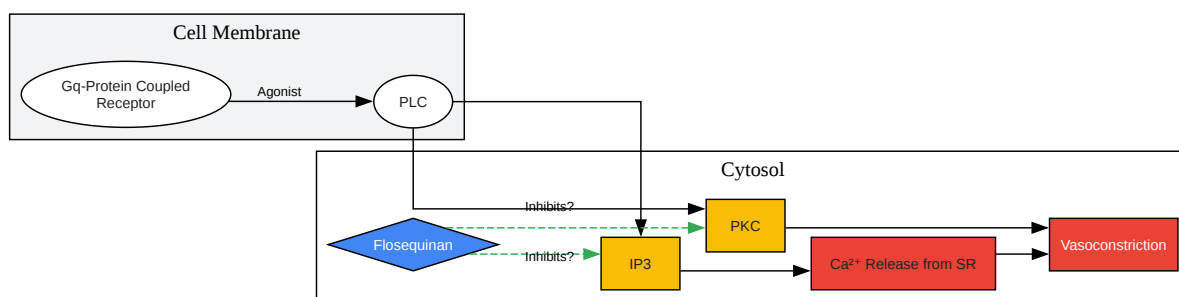 Cell Membrane
Gq-Protein Coupled
Receptor
Agonist
PLC
Cytosol
Inhibits?
PKC
Flosequinan
Inhibits?
IP3
Ca²⁺ Release from SR
Vasoconstriction